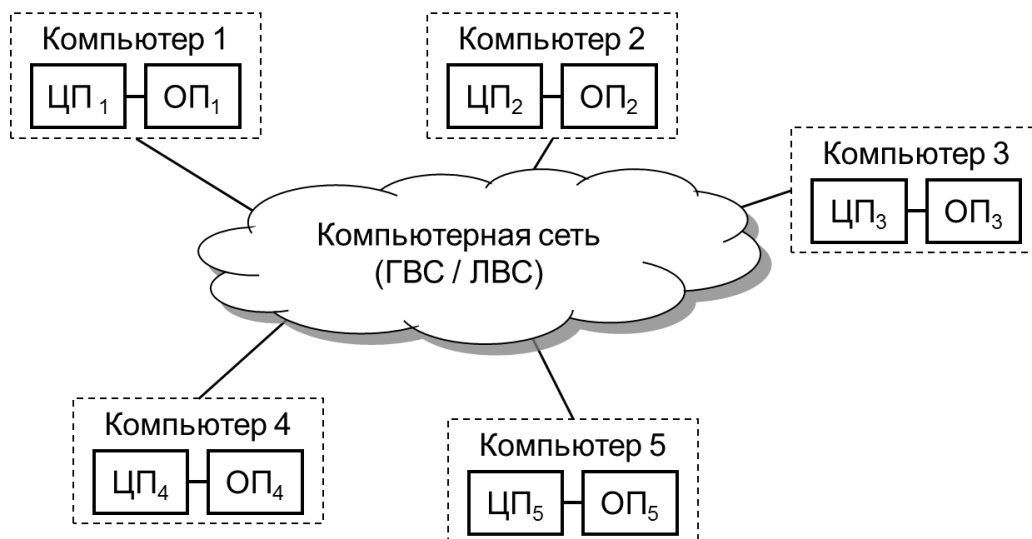 Компьютер 1
ЦП₁ ОП₁
Компьютер 2
ЦП₂ ОП₂
Компьютер 3
ЦП₃ ОП₃
Компьютерная сеть
(ГВС / ЛВС)
Компьютер 4
ЦП₄ ОП₄
Компьютер 5
ЦП₅ ОП₅